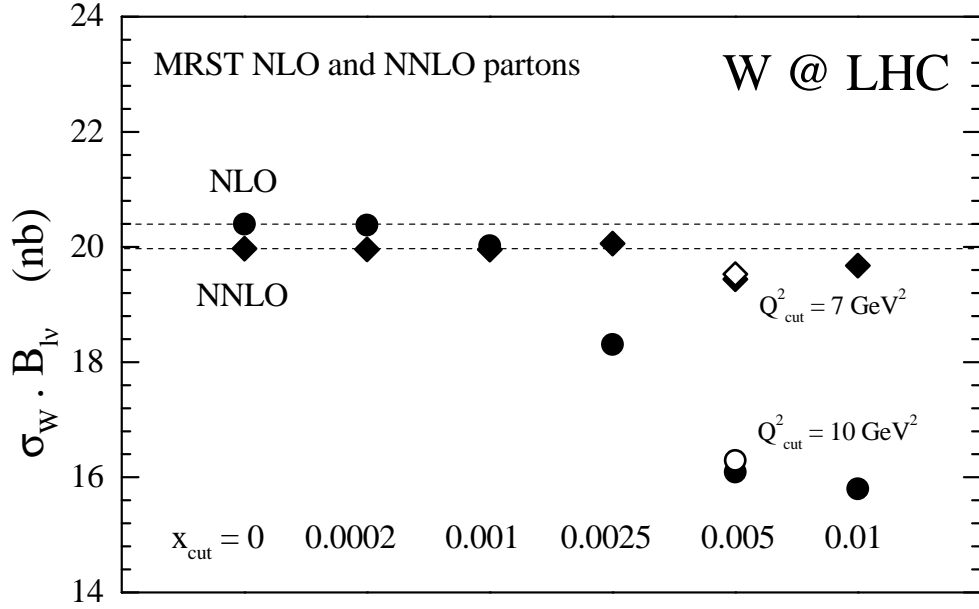 24
MRST NLO and NNLO partons
W @ LHC
22
NLO
20
NNLO
Q²cut = 7 GeV²
18
Q²cut = 10 GeV²
16
xcut = 0 0.0002 0.001 0.0025 0.005 0.01
14
σW · Blν (nb)